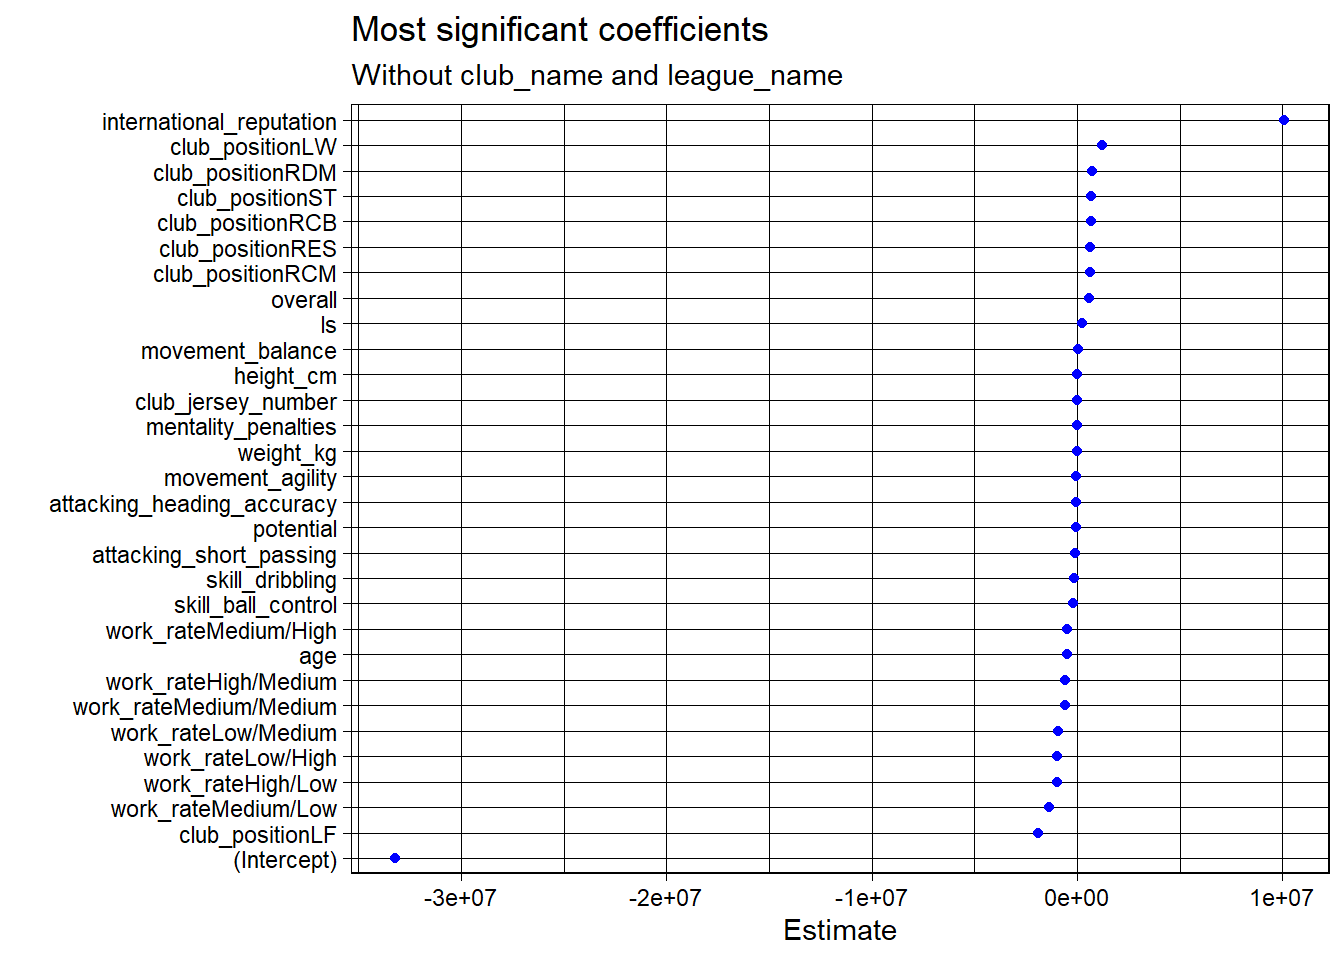 Most significant coefficients
Without club_name and league_name
international_reputation
club_positionLW
club_positionRDM
club_positionST
club_positionRCB
club_positionRES
club_positionRCM
overall
ls
movement_balance
height_cm
club_jersey_number
mentality_penalties
weight_kg
movement_agility
attacking_heading_accuracy
potential
attacking_short_passing
skill_dribbling
skill_ball_control
work_rateMedium/High
age
work_rateHigh/Medium
work_rateMedium/Medium
work_rateLow/Medium
work_rateLow/High
work_rateHigh/Low
work_rateMedium/Low
club_positionLF
(Intercept)
-3e+07 -2e+07 -1e+07 0e+00 1e+07
Estimate